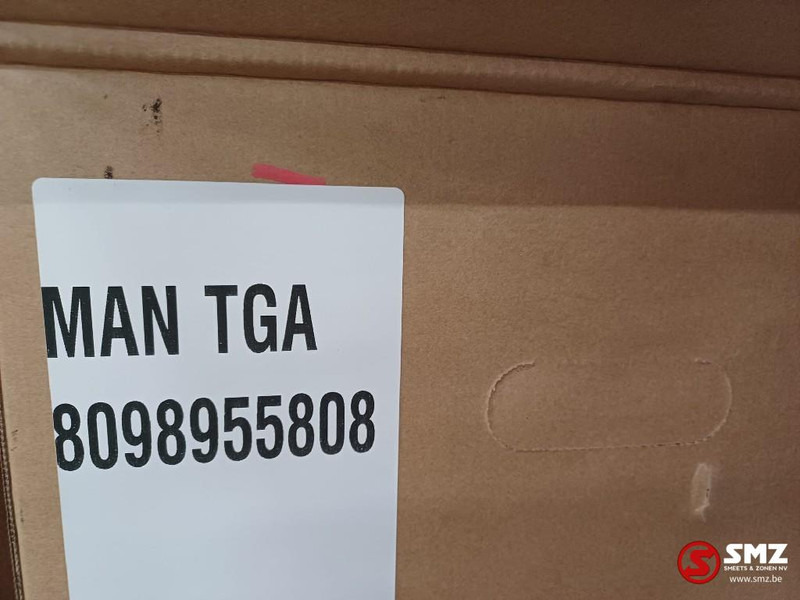 MAN TGA
8098955808
SMZ
SMEETS & ZONEN NV
www.smz.be